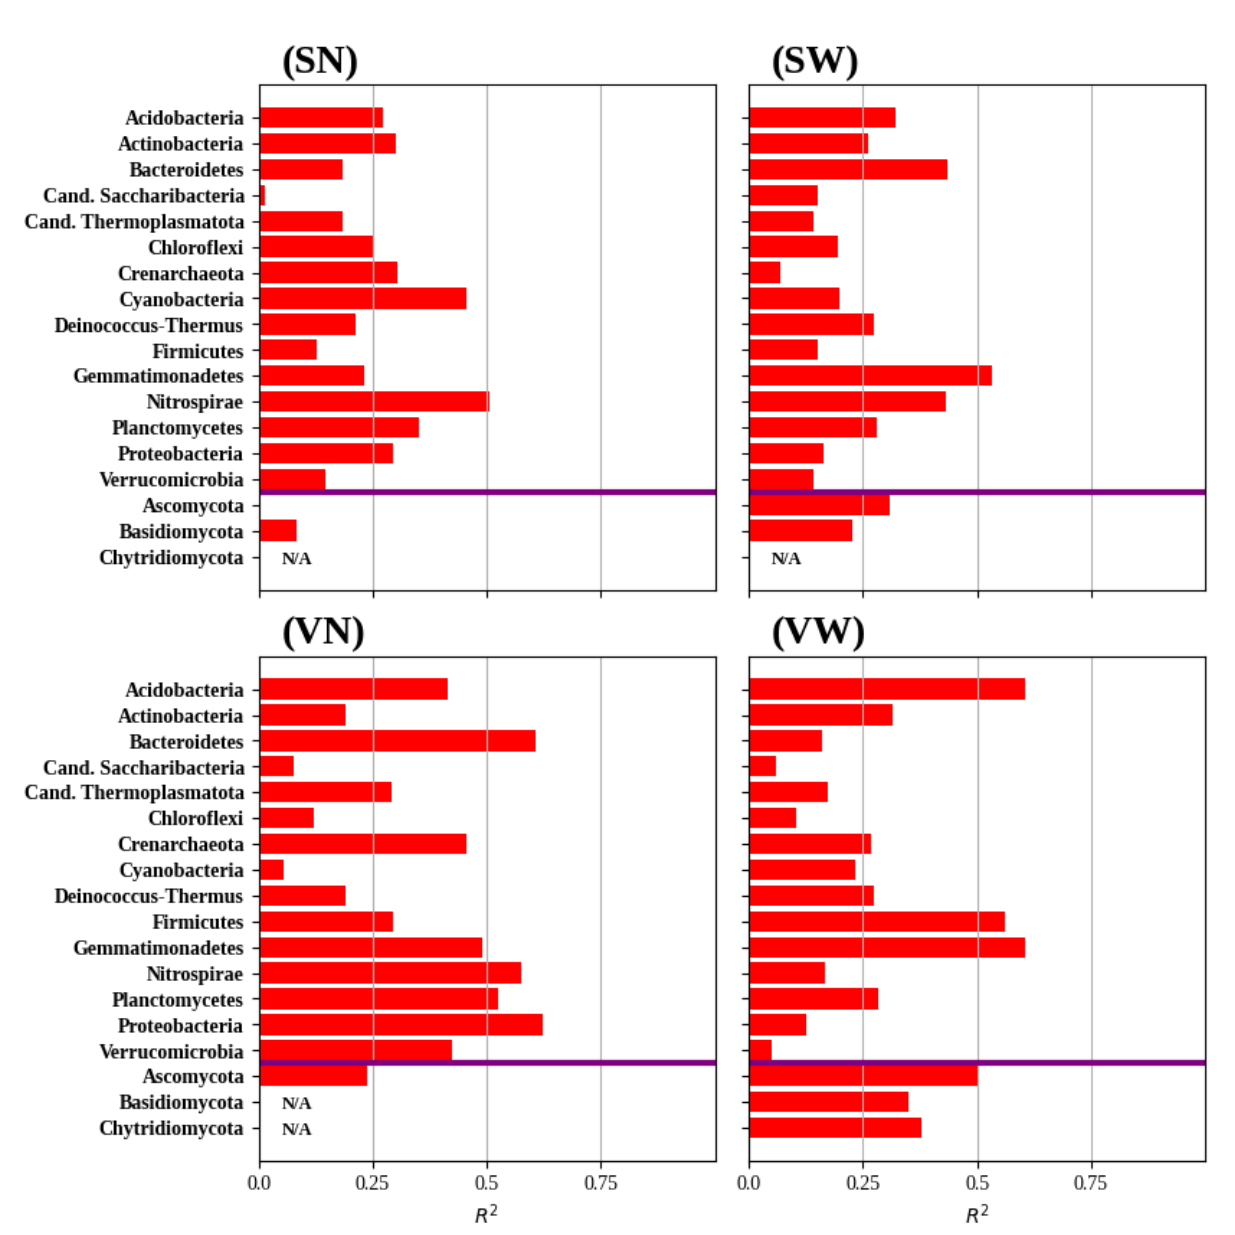 (SN) (SW)
Acidobacteria
Actinobacteria
Bacteroidetes
Cand. Saccharibacteria
Cand. Thermoplasmatota
Chloroflexi
Crenarchaeota
Cyanobacteria
Deinococcus-Thermus
Firmicutes
Gemmatimonadetes
Nitrospirae
Planctomycetes
Proteobacteria
Verrucomicrobia
Ascomycota
Basidiomycota
Chytridiomycota N/A N/A
(VN) (VW)
Acidobacteria
Actinobacteria
Bacteroidetes
Cand. Saccharibacteria
Cand. Thermoplasmatota
Chloroflexi
Crenarchaeota
Cyanobacteria
Deinococcus-Thermus
Firmicutes
Gemmatimonadetes
Nitrospirae
Planctomycetes
Proteobacteria
Verrucomicrobia
Ascomycota
Basidiomycota N/A
Chytridiomycota N/A
0.0 0.25 0.5 0.75 0.0 0.25 0.5 0.75
R² R²